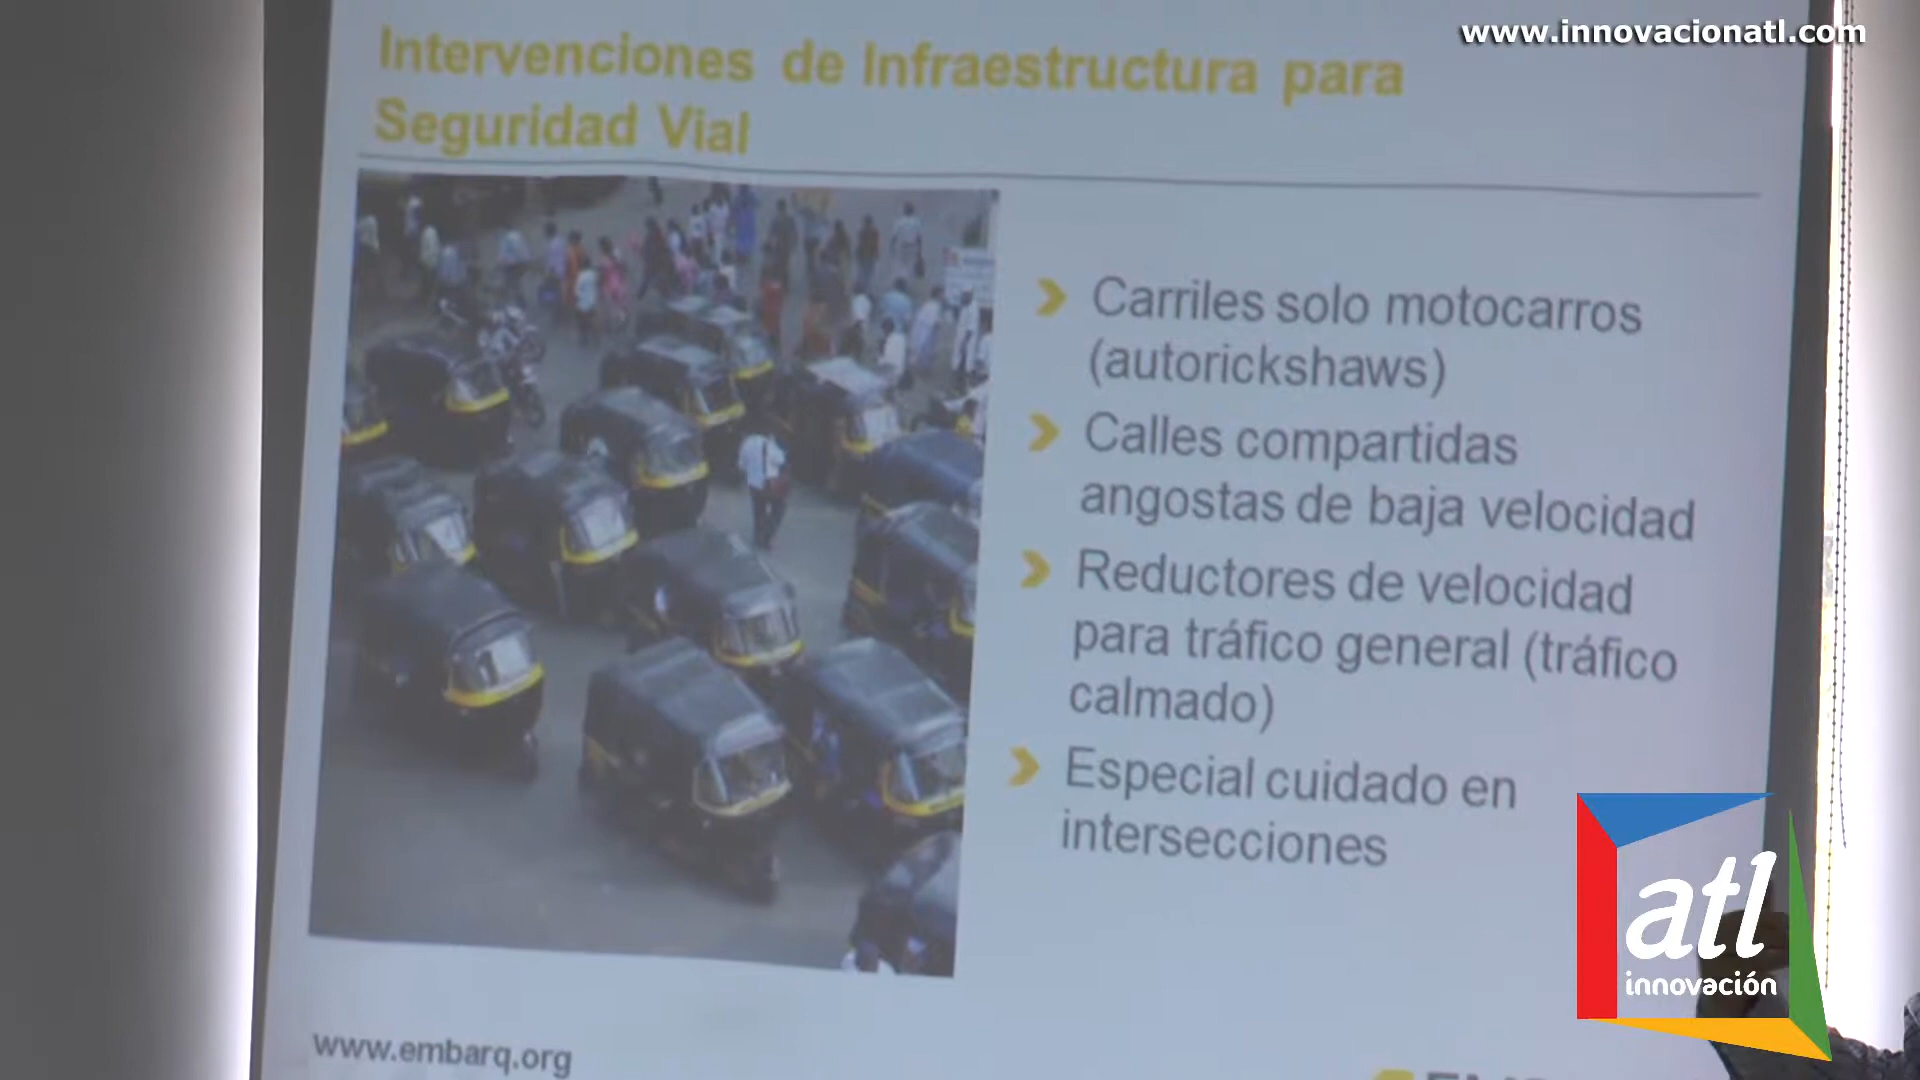 www.innovacionatl.com
Intervenciones de Infraestructura para
Seguridad Vial
Carriles solo motocarros
(autorickshaws)
Calles compartidas
angostas de baja velocidad
Reductores de velocidad
para tráfico general (tráfico
calmado)
Especial cuidado en
intersecciones
atl
innovación
www.embarq.org